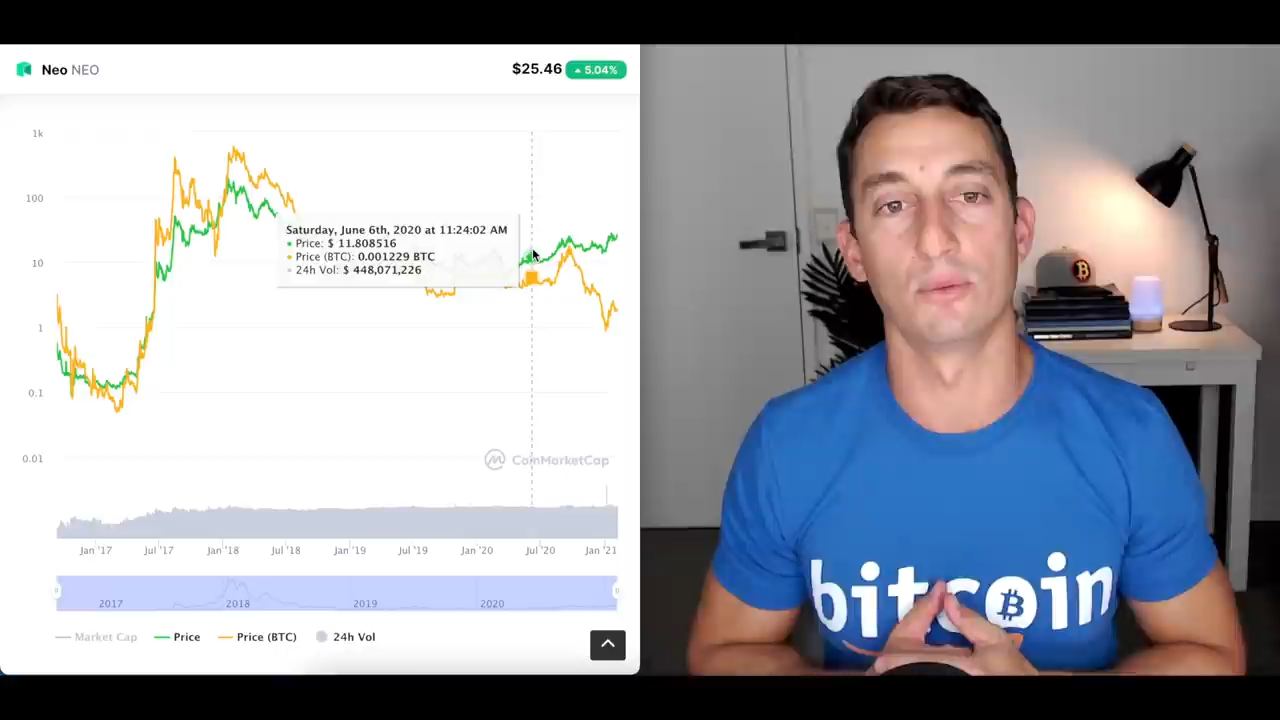 Neo NEO
$25.46
5.04%
1k
100
10
1
0.1
0.01
Saturday, June 6th, 2020 at 11:24:02 AM
Price: $ 11.808516
Price (BTC): 0.001229 BTC
24h Vol: $ 448,071,226
CoinMarketCap
Jan '17
Jul '17
Jan '18
Jul '18
Jan '19
Jul '19
Jan '20
Jul '20
Jan '21
2017
2018
2019
2020
Market Cap
Price
Price (BTC)
24h Vol
bitcoin